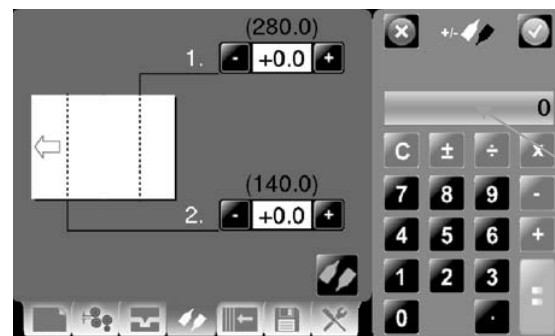 (280.0)
1. - +0.0 +
(140.0)
2. - +0.0 +
+/-
0
C ± ÷ x
7 8 9 -
4 5 6 +
1 2 3 =
0 .